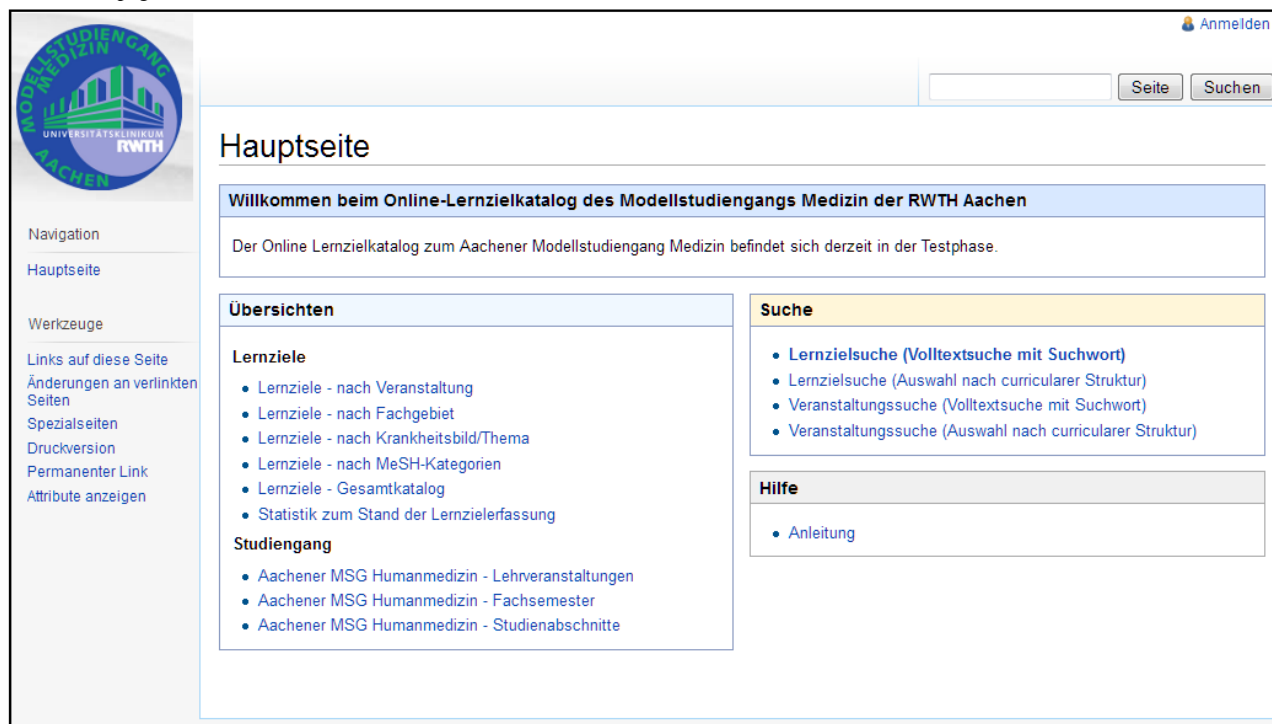 MODELLSTUDIENGANG
MEDIZIN
UNIVERSITÄTSKLINIKUM
RWTH
AACHEN
Anmelden
Seite
Suchen
Hauptseite
Willkommen beim Online-Lernzielkatalog des Modellstudiengangs Medizin der RWTH Aachen
Der Online Lernzielkatalog zum Aachener Modellstudiengang Medizin befindet sich derzeit in der Testphase.
Navigation
Hauptseite
Werkzeuge
Links auf diese Seite
Änderungen an verlinkten
Seiten
Spezialseiten
Druckversion
Permanenter Link
Attribute anzeigen
Übersichten
Lernziele
Lernziele - nach Veranstaltung
Lernziele - nach Fachgebiet
Lernziele - nach Krankheitsbild/Thema
Lernziele - nach MeSH-Kategorien
Lernziele - Gesamtkatalog
Statistik zum Stand der Lernzielerfassung
Studiengang
Aachener MSG Humanmedizin - Lehrveranstaltungen
Aachener MSG Humanmedizin - Fachsemester
Aachener MSG Humanmedizin - Studienabschnitte
Suche
Lernzielsuche (Volltextsuche mit Suchwort)
Lernzielsuche (Auswahl nach curricularer Struktur)
Veranstaltungssuche (Volltextsuche mit Suchwort)
Veranstaltungssuche (Auswahl nach curricularer Struktur)
Hilfe
Anleitung